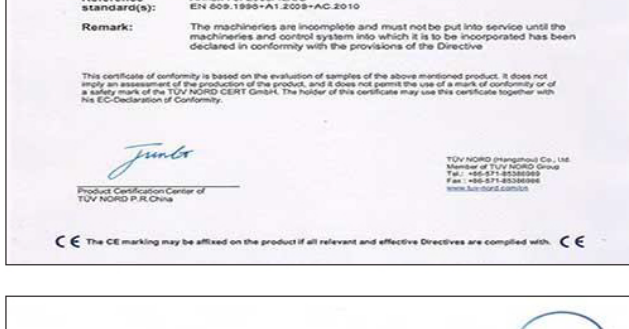 standard(s): EN 809:1998+A1:2009+AC:2010
Remark: The machineries are incomplete and must not be put into service until the
machineries and control system into which it is to be incorporated has been
declared in conformity with the provisions of the Directive
This certificate of conformity is based on the evaluation of samples of the above mentioned product. It does not
imply an assessment of the production of the product, and it does not permit the use of a mark of conformity or of
a safety mark of the TÜV NORD CERT GmbH. The holder of this certificate may use this certificate together with
his EC-Declaration of Conformity.
Product Certification Center of
TÜV NORD P.R.China
TÜV NORD (Hangzhou) Co., Ltd.
Member of TÜV NORD Group
Tel.: +86-571-85386989
Fax: +86-571-85386986
www.tuv-nord.com/cn
CE The CE marking may be affixed on the product if all relevant and effective Directives are complied with. CE